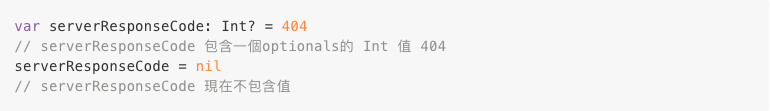 var serverResponseCode: Int? = 404
// serverResponseCode 包含一個optionals的 Int 值 404
serverResponseCode = nil
// serverResponseCode 現在不包含值